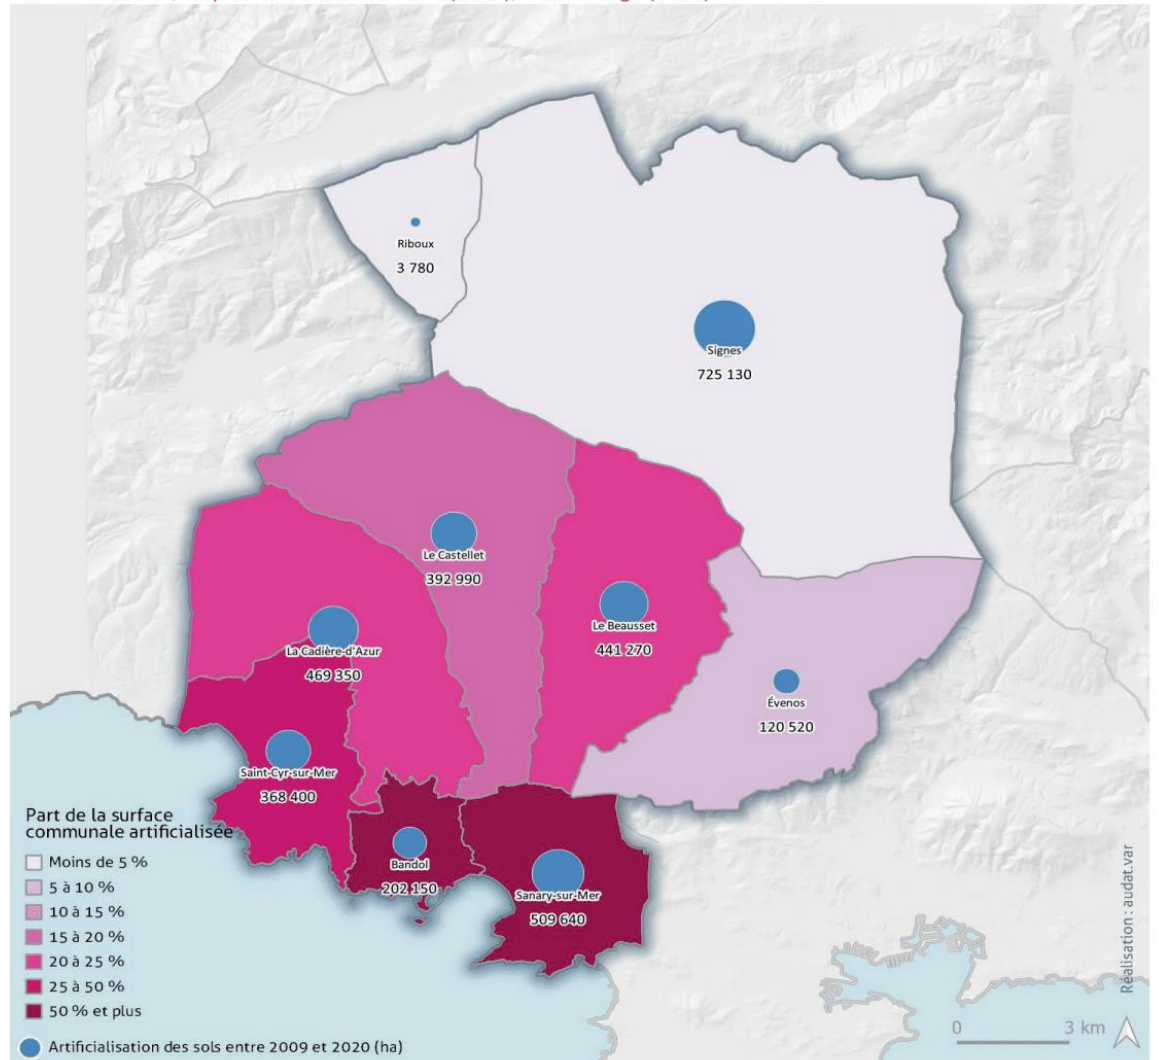 Riboux
3 780
Signes
725 130
Le Castellet
392 990
Le Beausset
441 270
La Cadière-d'Azur
469 350
Évenos
120 520
Saint-Cyr-sur-Mer
368 400
Bandol
202 150
Sanary-sur-Mer
509 640
Part de la surface
communale artificialisée
Moins de 5 %
5 à 10 %
10 à 15 %
15 à 20 %
20 à 25 %
25 à 50 %
50 % et plus
Artificialisation des sols entre 2009 et 2020 (ha)
0 3 km
Réalisation : audat.var